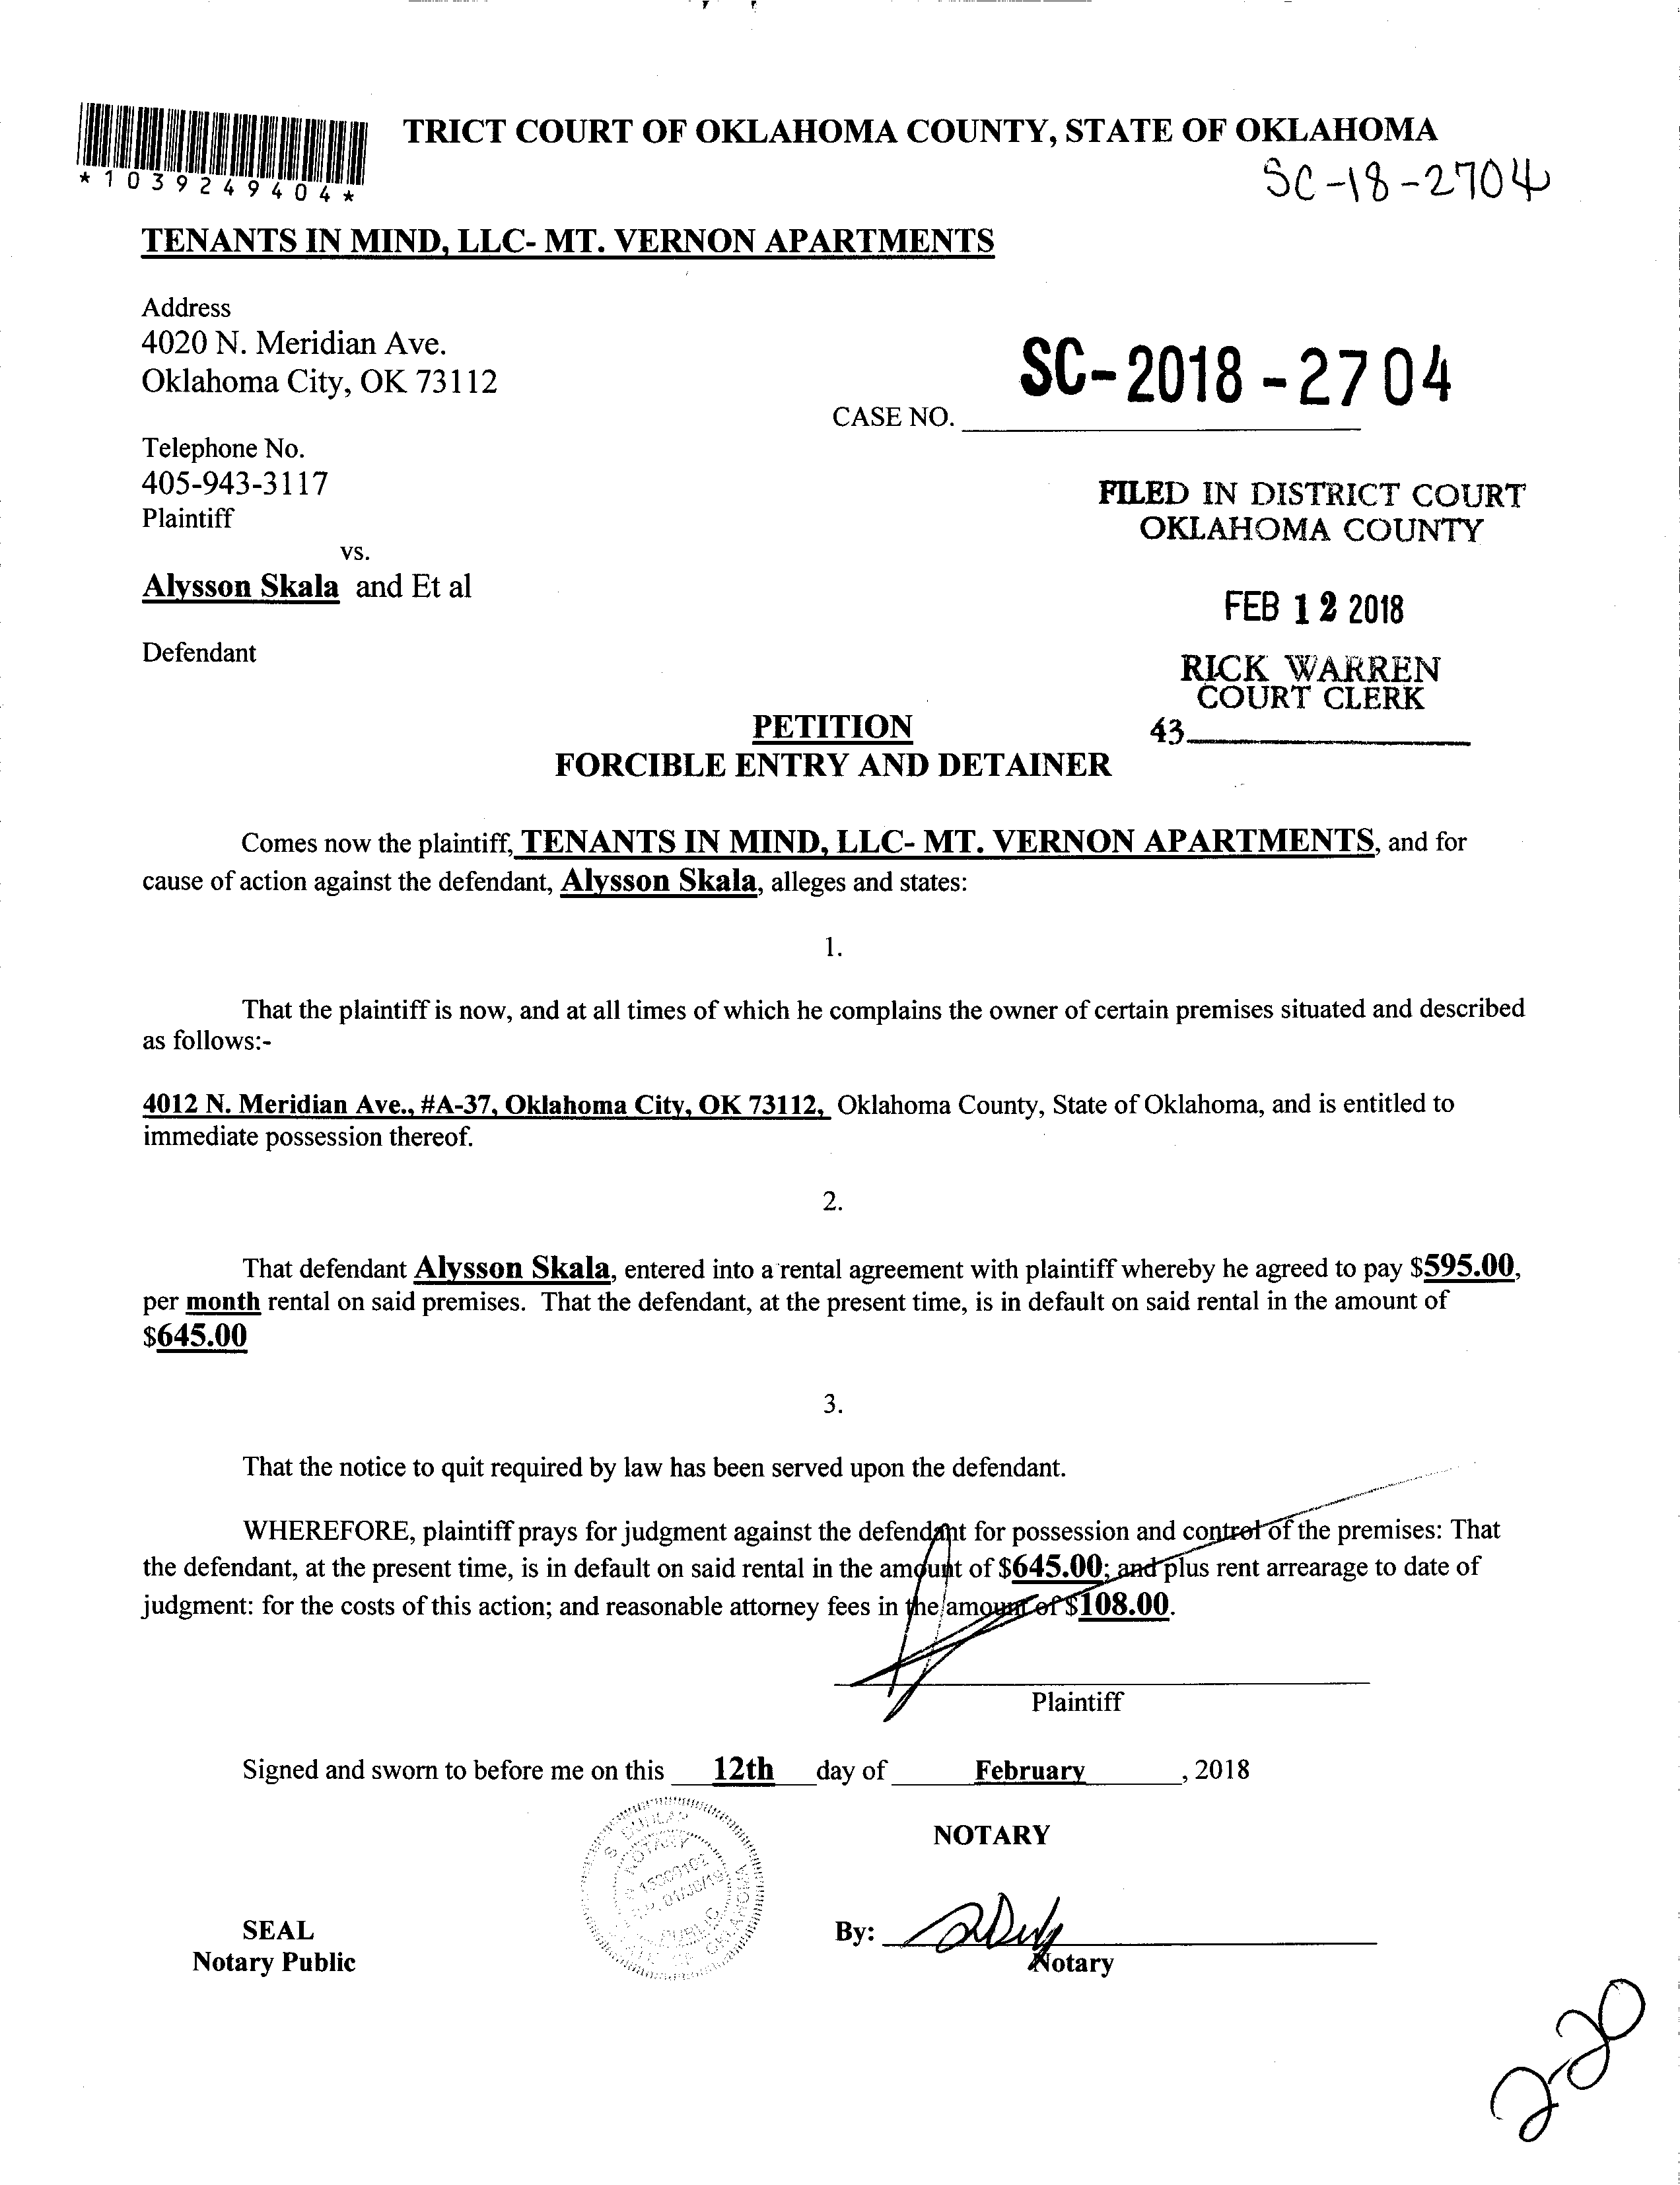 TRICT COURT OF OKLAHOMA COUNTY, STATE OF OKLAHOMA
*1039249404*
SC-18-2704
TENANTS IN MIND, LLC- MT. VERNON APARTMENTS
Address
4020 N. Meridian Ave.
Oklahoma City, OK 73112
SC-2018-2704
CASE NO.
Telephone No.
405-943-3117
Plaintiff
FILED IN DISTRICT COURT
OKLAHOMA COUNTY
vs.
Alysson Skala and Et al
FEB 12 2018
Defendant
RICK WARREN
COURT CLERK
43
PETITION
FORCIBLE ENTRY AND DETAINER
Comes now the plaintiff, TENANTS IN MIND, LLC- MT. VERNON APARTMENTS, and for
cause of action against the defendant, Alysson Skala, alleges and states:
1.
That the plaintiff is now, and at all times of which he complains the owner of certain premises situated and described
as follows:-
4012 N. Meridian Ave., #A-37, Oklahoma City, OK 73112, Oklahoma County, State of Oklahoma, and is entitled to
immediate possession thereof.
2.
That defendant Alysson Skala, entered into a rental agreement with plaintiff whereby he agreed to pay $595.00,
per month rental on said premises. That the defendant, at the present time, is in default on said rental in the amount of
$645.00
3.
That the notice to quit required by law has been served upon the defendant.
WHEREFORE, plaintiff prays for judgment against the defendant for possession and control of the premises: That
the defendant, at the present time, is in default on said rental in the amount of $645.00; and plus rent arrearage to date of
judgment: for the costs of this action; and reasonable attorney fees in the amount of $108.00.
Plaintiff
Signed and sworn to before me on this 12th day of February, 2018
NOTARY
NOTARY
PUBLIC
OKLAHOMA
SEAL
Notary Public
By:
Notary
2-20